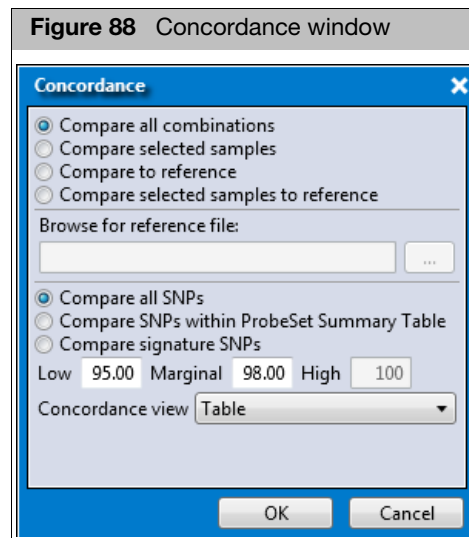 Figure 88 Concordance window
Concordance
Compare all combinations
Compare selected samples
Compare to reference
Compare selected samples to reference
Browse for reference file:
...
Compare all SNPs
Compare SNPs within ProbeSet Summary Table
Compare signature SNPs
Low 95.00 Marginal 98.00 High 100
Concordance view Table
OK Cancel